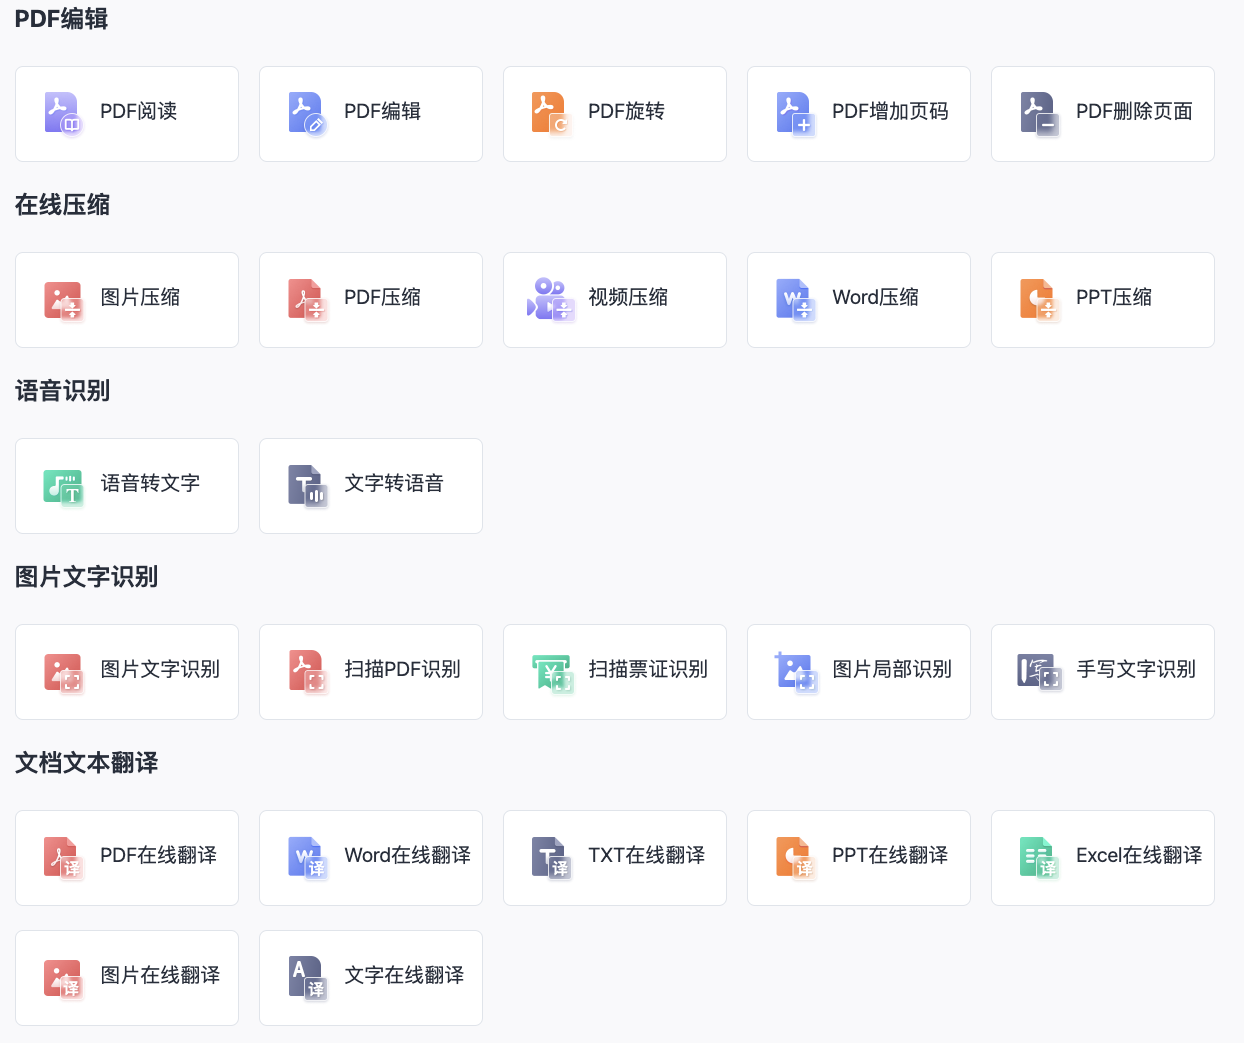 PDF编辑
PDF阅读
PDF编辑
PDF旋转
PDF增加页码
PDF删除页面
在线压缩
图片压缩
PDF压缩
视频压缩
Word压缩
PPT压缩
语音识别
语音转文字
文字转语音
图片文字识别
图片文字识别
扫描PDF识别
扫描票证识别
图片局部识别
手写文字识别
文档文本翻译
PDF在线翻译
Word在线翻译
TXT在线翻译
PPT在线翻译
Excel在线翻译
图片在线翻译
文字在线翻译